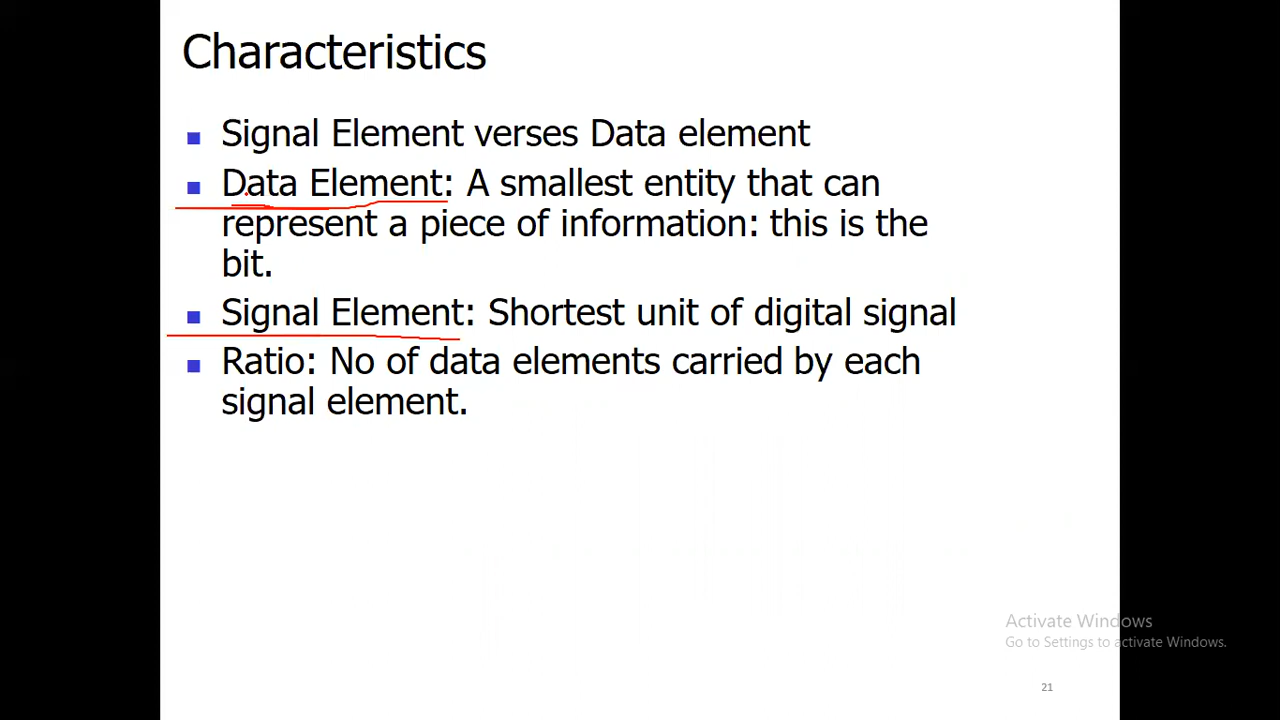 Characteristics
Signal Element verses Data element
Data Element: A smallest entity that can
represent a piece of information: this is the
bit.
Signal Element: Shortest unit of digital signal
Ratio: No of data elements carried by each
signal element.
Activate Windows
Go to Settings to activate Windows.
21